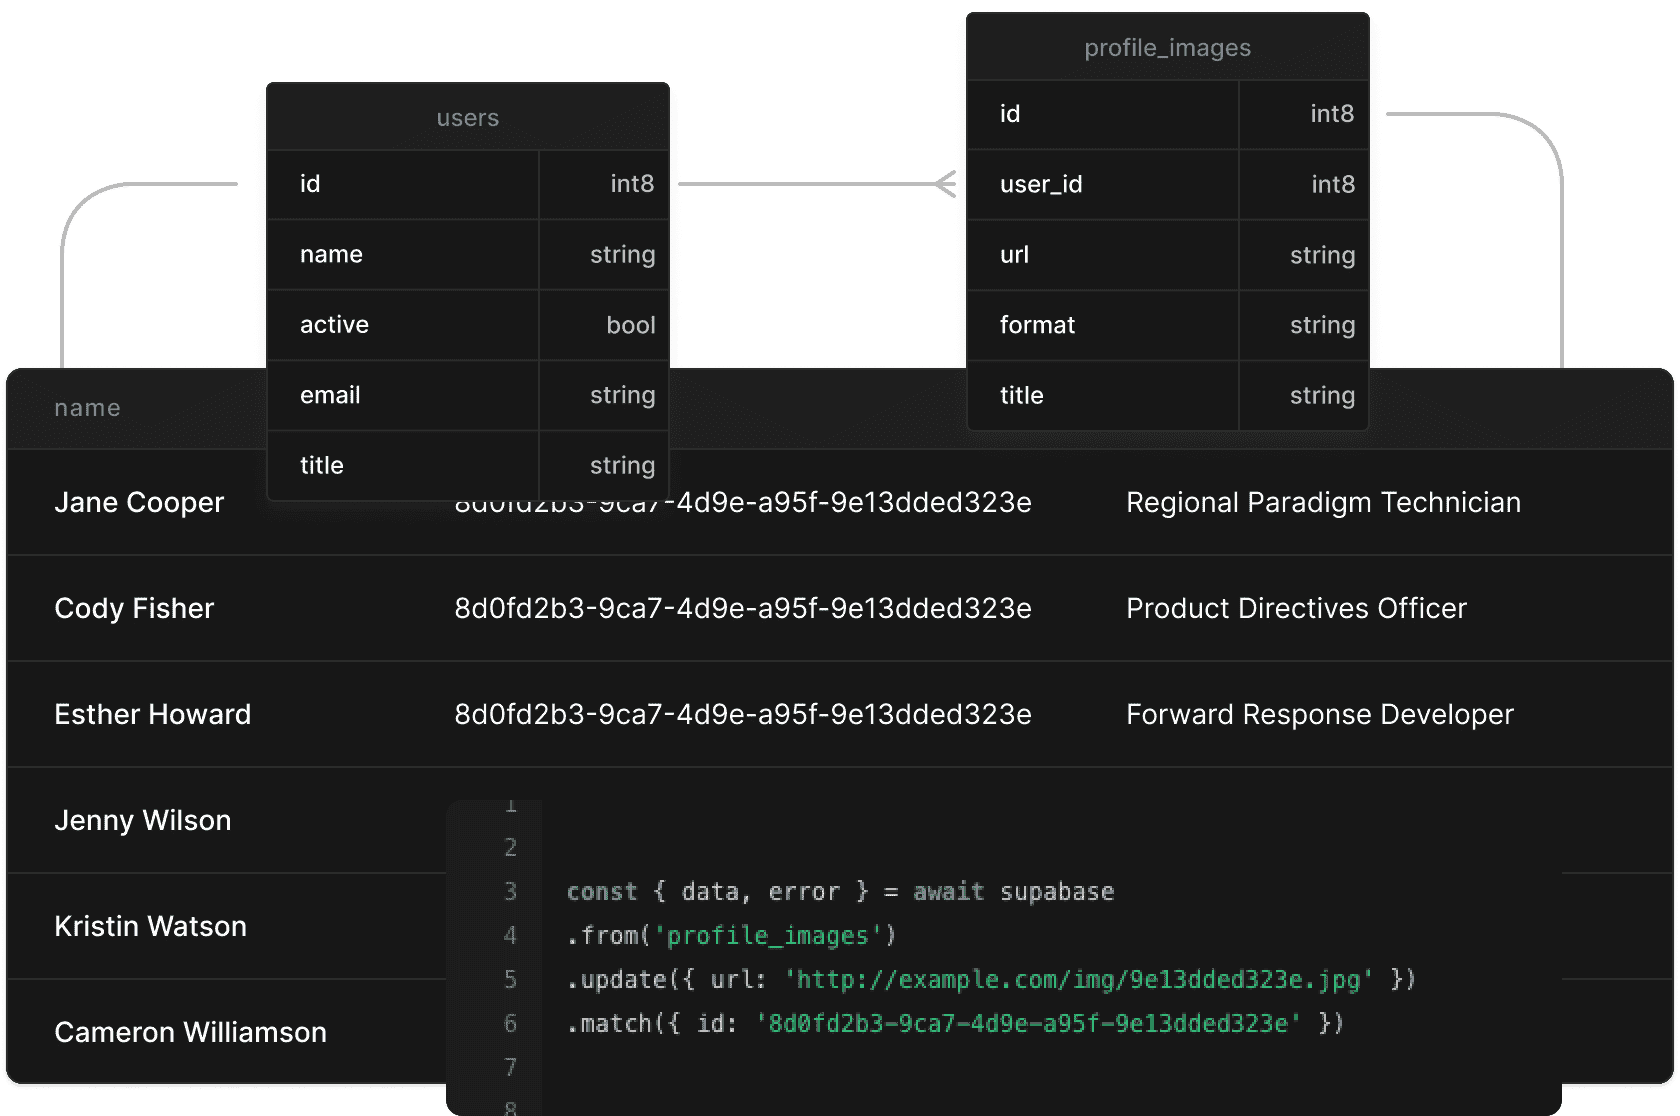 profile_images
id int8
user_id int8
url string
format string
title string
users
id int8
name string
active bool
email string
title string
name
Jane Cooper 8d0fd2b3-9ca7-4d9e-a95f-9e13dded323e Regional Paradigm Technician
Cody Fisher 8d0fd2b3-9ca7-4d9e-a95f-9e13dded323e Product Directives Officer
Esther Howard 8d0fd2b3-9ca7-4d9e-a95f-9e13dded323e Forward Response Developer
Jenny Wilson
Kristin Watson
Cameron Williamson
1
2
3 const { data, error } = await supabase
4 .from('profile_images')
5 .update({ url: 'http://example.com/img/9e13dded323e.jpg' })
6 .match({ id: '8d0fd2b3-9ca7-4d9e-a95f-9e13dded323e' })
7
8